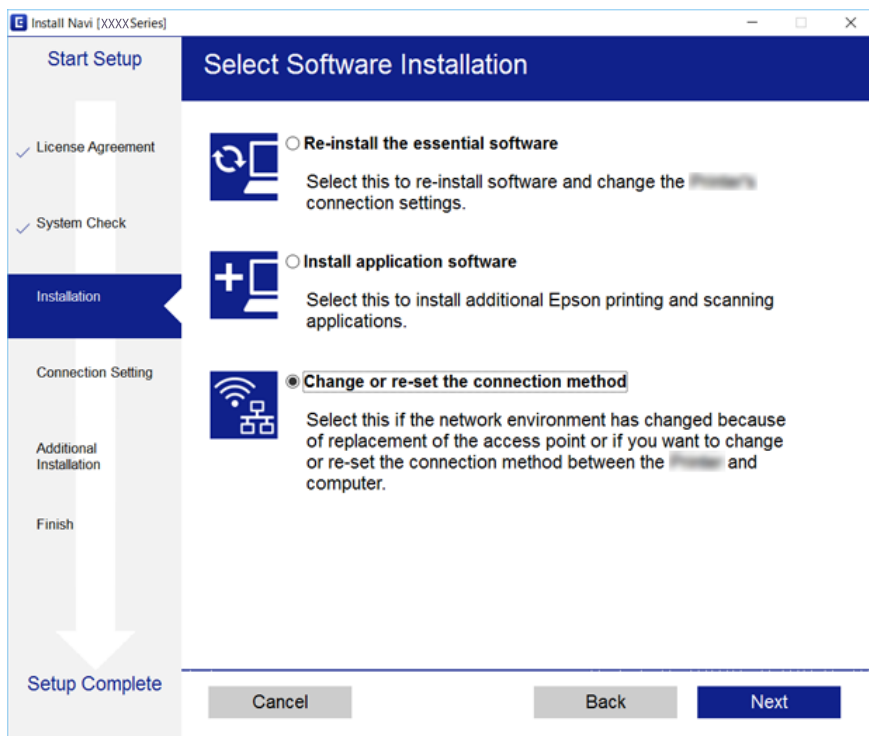 Install Navi [XXXX Series]
Start Setup
License Agreement
System Check
Installation
Connection Setting
Additional
Installation
Finish
Setup Complete
Select Software Installation
Re-install the essential software
Select this to re-install software and change the
connection settings.
Install application software
Select this to install additional Epson printing and scanning
applications.
Change or re-set the connection method
Select this if the network environment has changed because
of replacement of the access point or if you want to change
or re-set the connection method between the and
computer.
Cancel
Back
Next